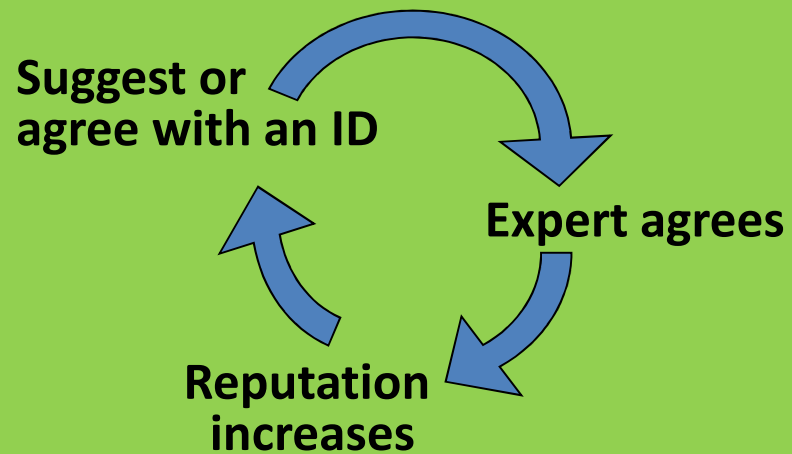 Suggest or
agree with an ID
Expert agrees
Reputation
increases